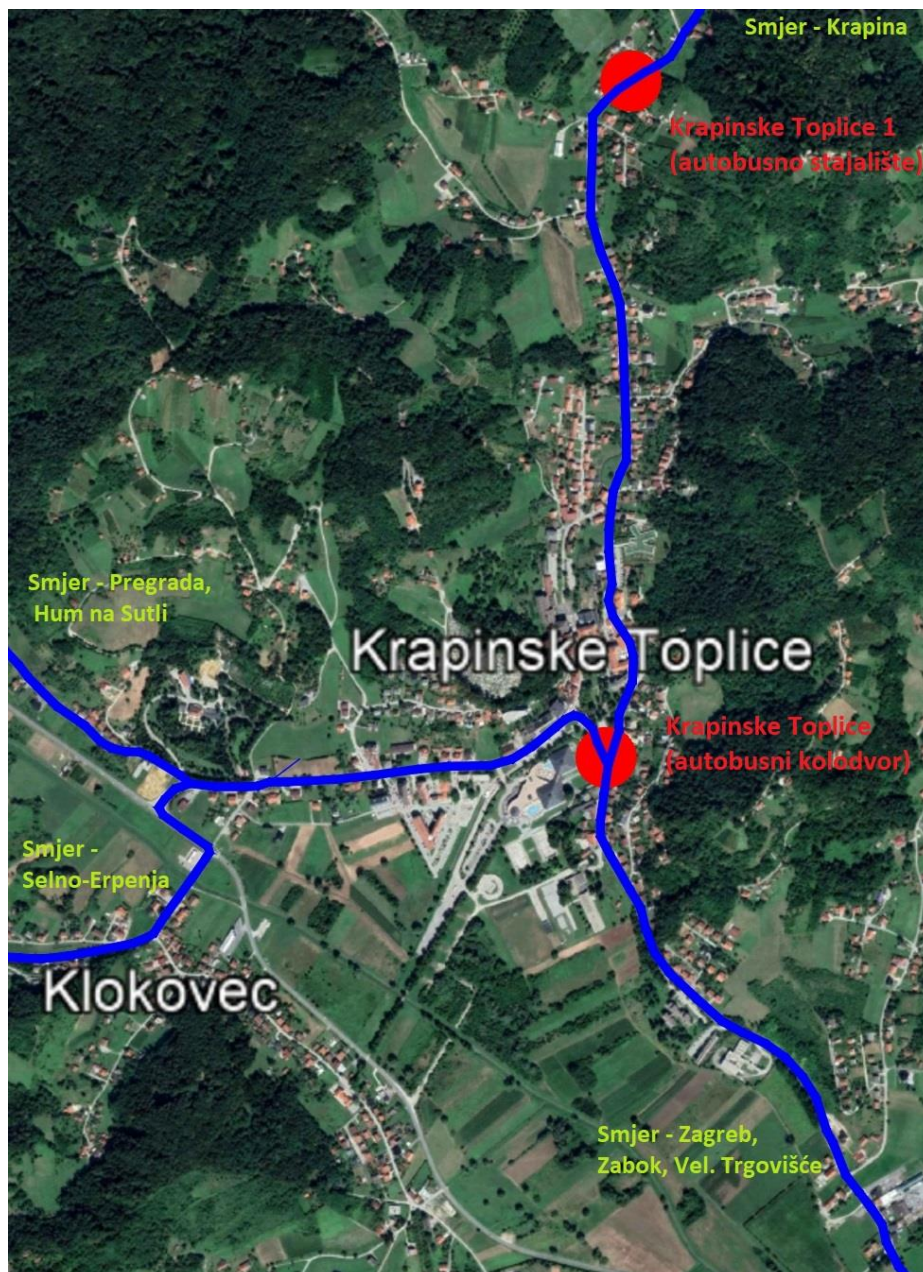 Smjer - Krapina
Krapinske Toplice 1
(autobusno stajalište)
Smjer - Pregrada,
Hum na Sutli
Krapinske Toplice
Krapinske Toplice
(autobusni kolodvor)
Smjer -
Selno-Erpenja
Klokovec
Smjer - Zagreb,
Zabok, Vel. Trgovišće